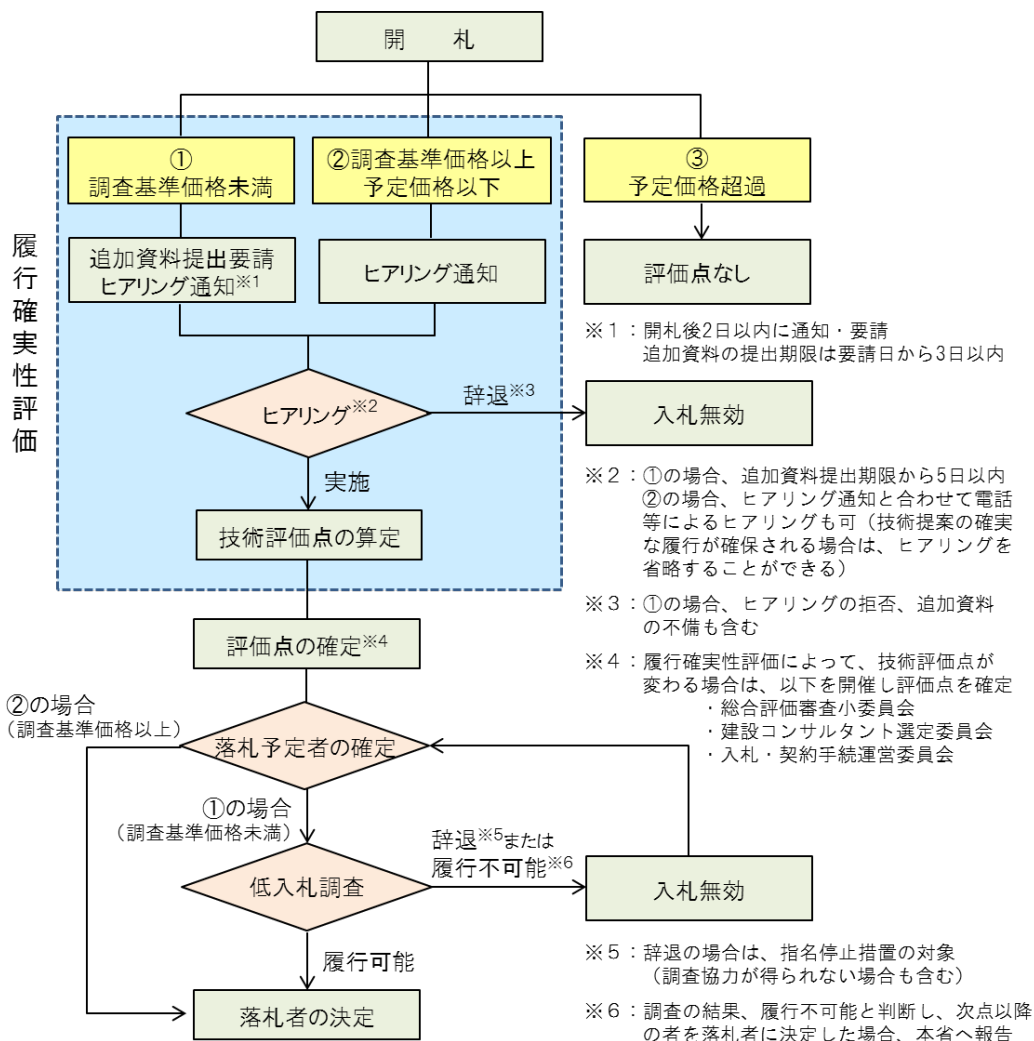 開　札
①
調査基準価格未満
②調査基準価格以上
予定価格以下
③
予定価格超過
履行確実性評価
追加資料提出要請
ヒアリング通知※1
ヒアリング通知
評価点なし
※１：開札後2日以内に通知・要請
追加資料の提出期限は要請日から3日以内
ヒアリング※2
辞退※3
入札無効
実施
※２：①の場合、追加資料提出期限から5日以内
②の場合、ヒアリング通知と合わせて電話
等によるヒアリングも可（技術提案の確実
な履行が確保される場合は、ヒアリングを
省略することができる）
技術評価点の算定
※３：①の場合、ヒアリングの拒否、追加資料
の不備も含む
評価点の確定※4
※４：履行確実性評価によって、技術評価点が
変わる場合は、以下を開催し評価点を確定
・総合評価審査小委員会
・建設コンサルタント選定委員会
・入札・契約手続運営委員会
②の場合
（調査基準価格以上）
落札予定者の確定
①の場合
（調査基準価格未満）
辞退※5または
履行不可能※6
低入札調査
入札無効
履行可能
※５：辞退の場合は、指名停止措置の対象
（調査協力が得られない場合も含む）
落札者の決定
※６：調査の結果、履行不可能と判断し、次点以降
の者を落札者に決定した場合、本省へ報告